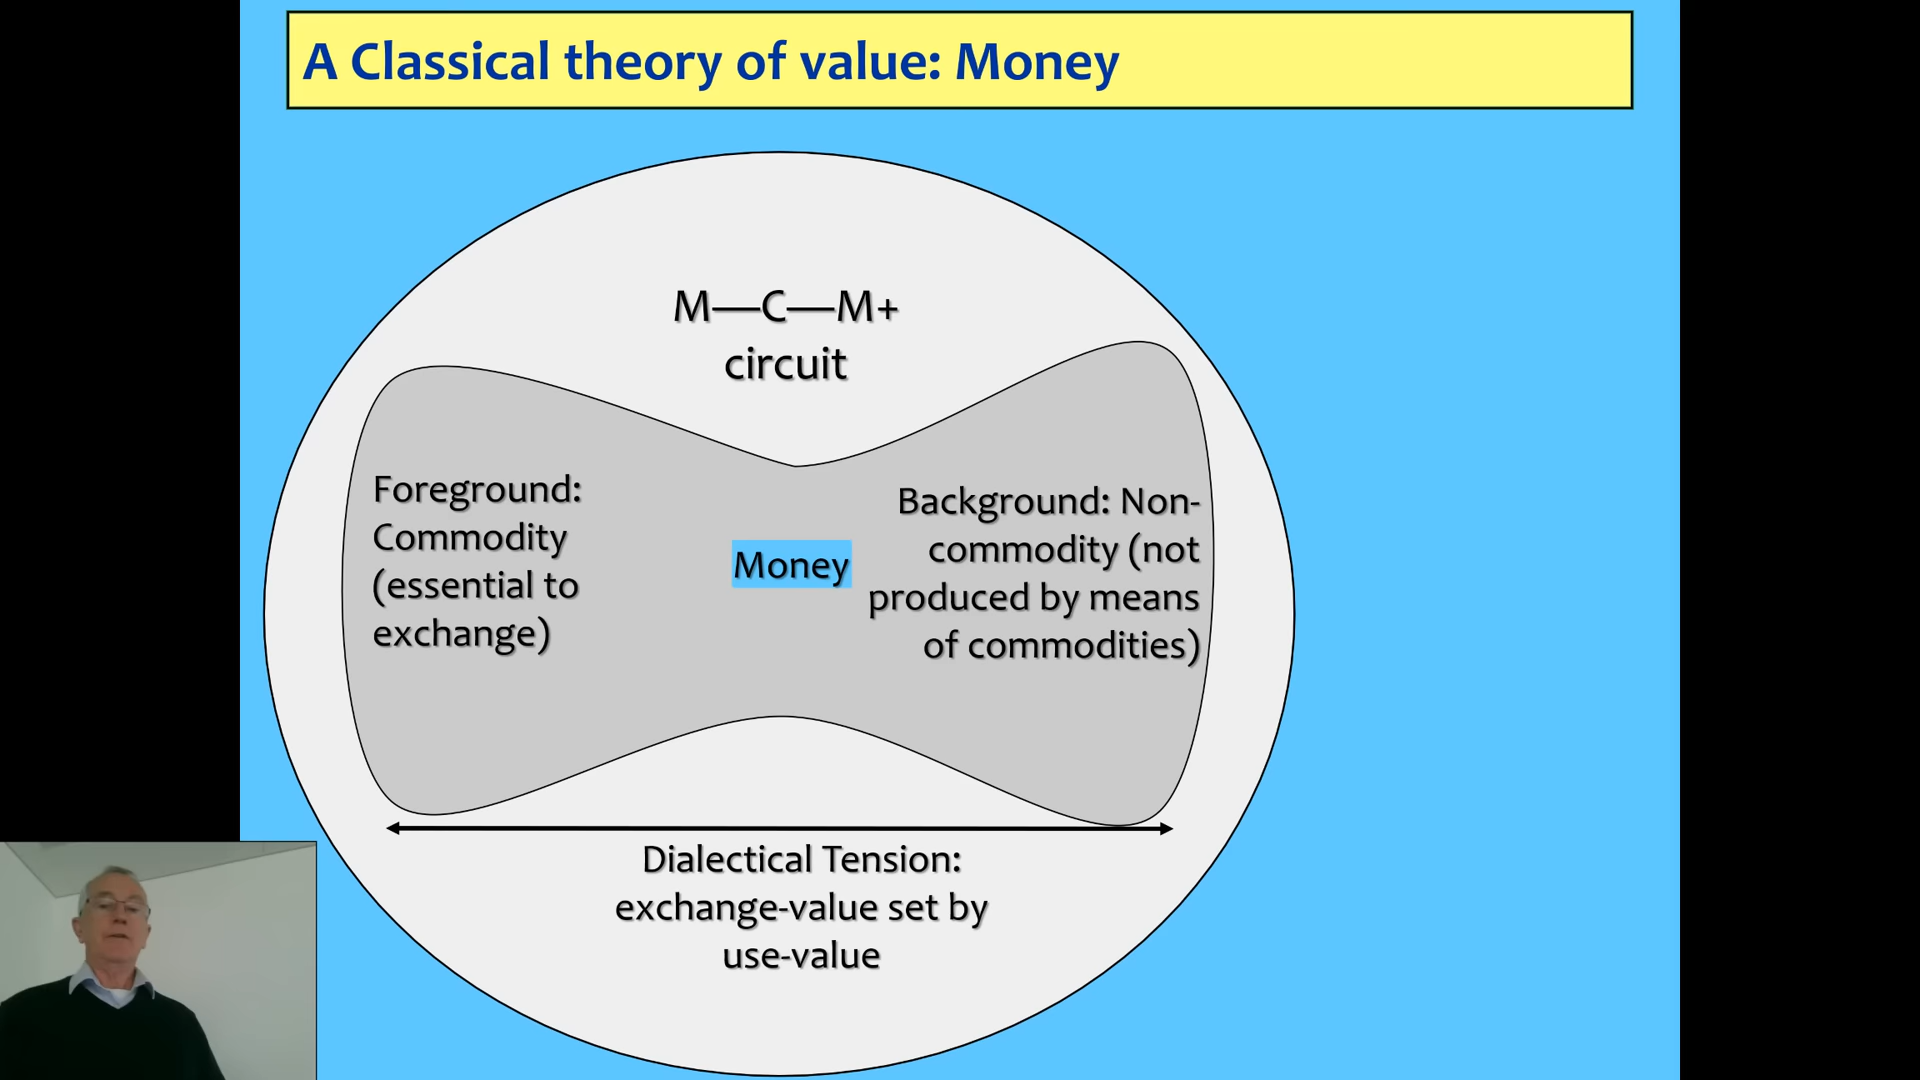 A Classical theory of value: Money
M—C—M+
circuit
Foreground:
Commodity
(essential to
exchange)
Money
Background: Non-
commodity (not
produced by means
of commodities)
Dialectical Tension:
exchange-value set by
use-value